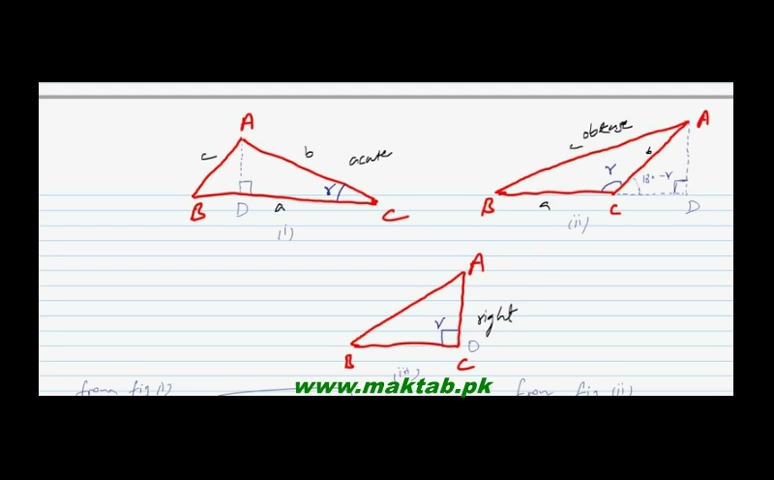 A
A
obtuse
c
c
b
acute
b
γ
γ
180-γ
B
D
a
C
B
a
C
D
(i)
(ii)
A
γ
right
B
C
D
(iii)
www.maktab.pk
from fig(i)
from fig(ii)